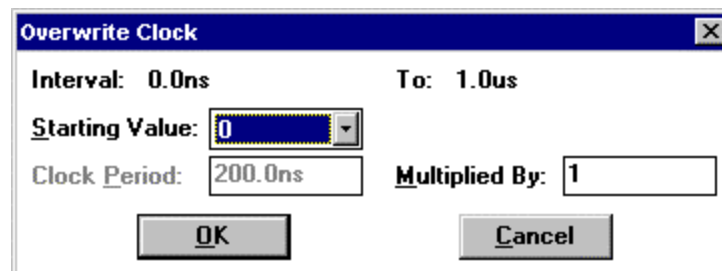 Overwrite Clock
Interval: 0.0ns To: 1.0us
Starting Value: 0
Clock Period: 200.0ns Multiplied By: 1
OK Cancel